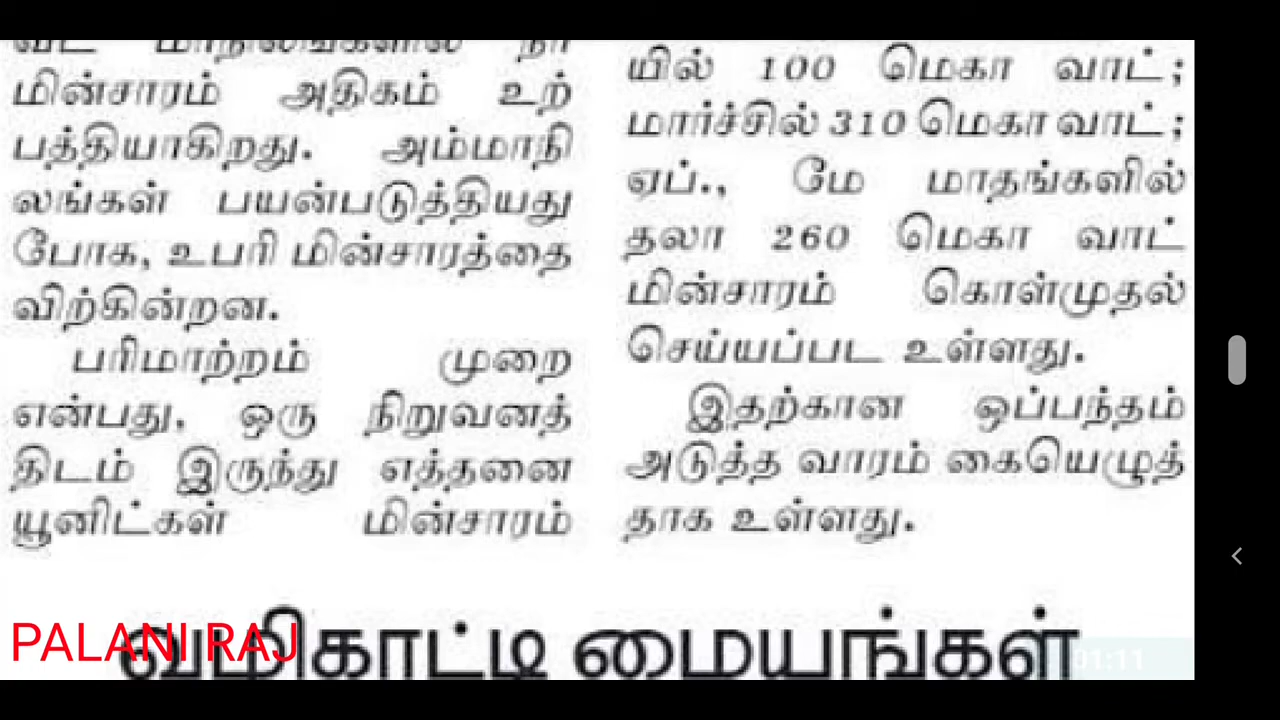 மின்சாரம் அதிகம் உற்
பத்தியாகிறது. அம்மாநி
லங்கள் பயன்படுத்தியது
போக, உபரி மின்சாரத்தை
விற்கின்றன.
பரிமாற்றம் முறை
என்பது, ஒரு நிறுவனத்
திடம் இருந்து எத்தனை
யூனிட்கள் மின்சாரம்
யில் 100 மெகா வாட்;
மார்ச்சில் 310 மெகா வாட்;
ஏப்., மே மாதங்களில்
தலா 260 மெகா வாட்
மின்சாரம் கொள்முதல்
செய்யப்பட உள்ளது.
இதற்கான ஒப்பந்தம்
அடுத்த வாரம் கையெழுத்
தாக உள்ளது.
வழிகாட்டி மையங்கள்
PALANI RAJ
01:11